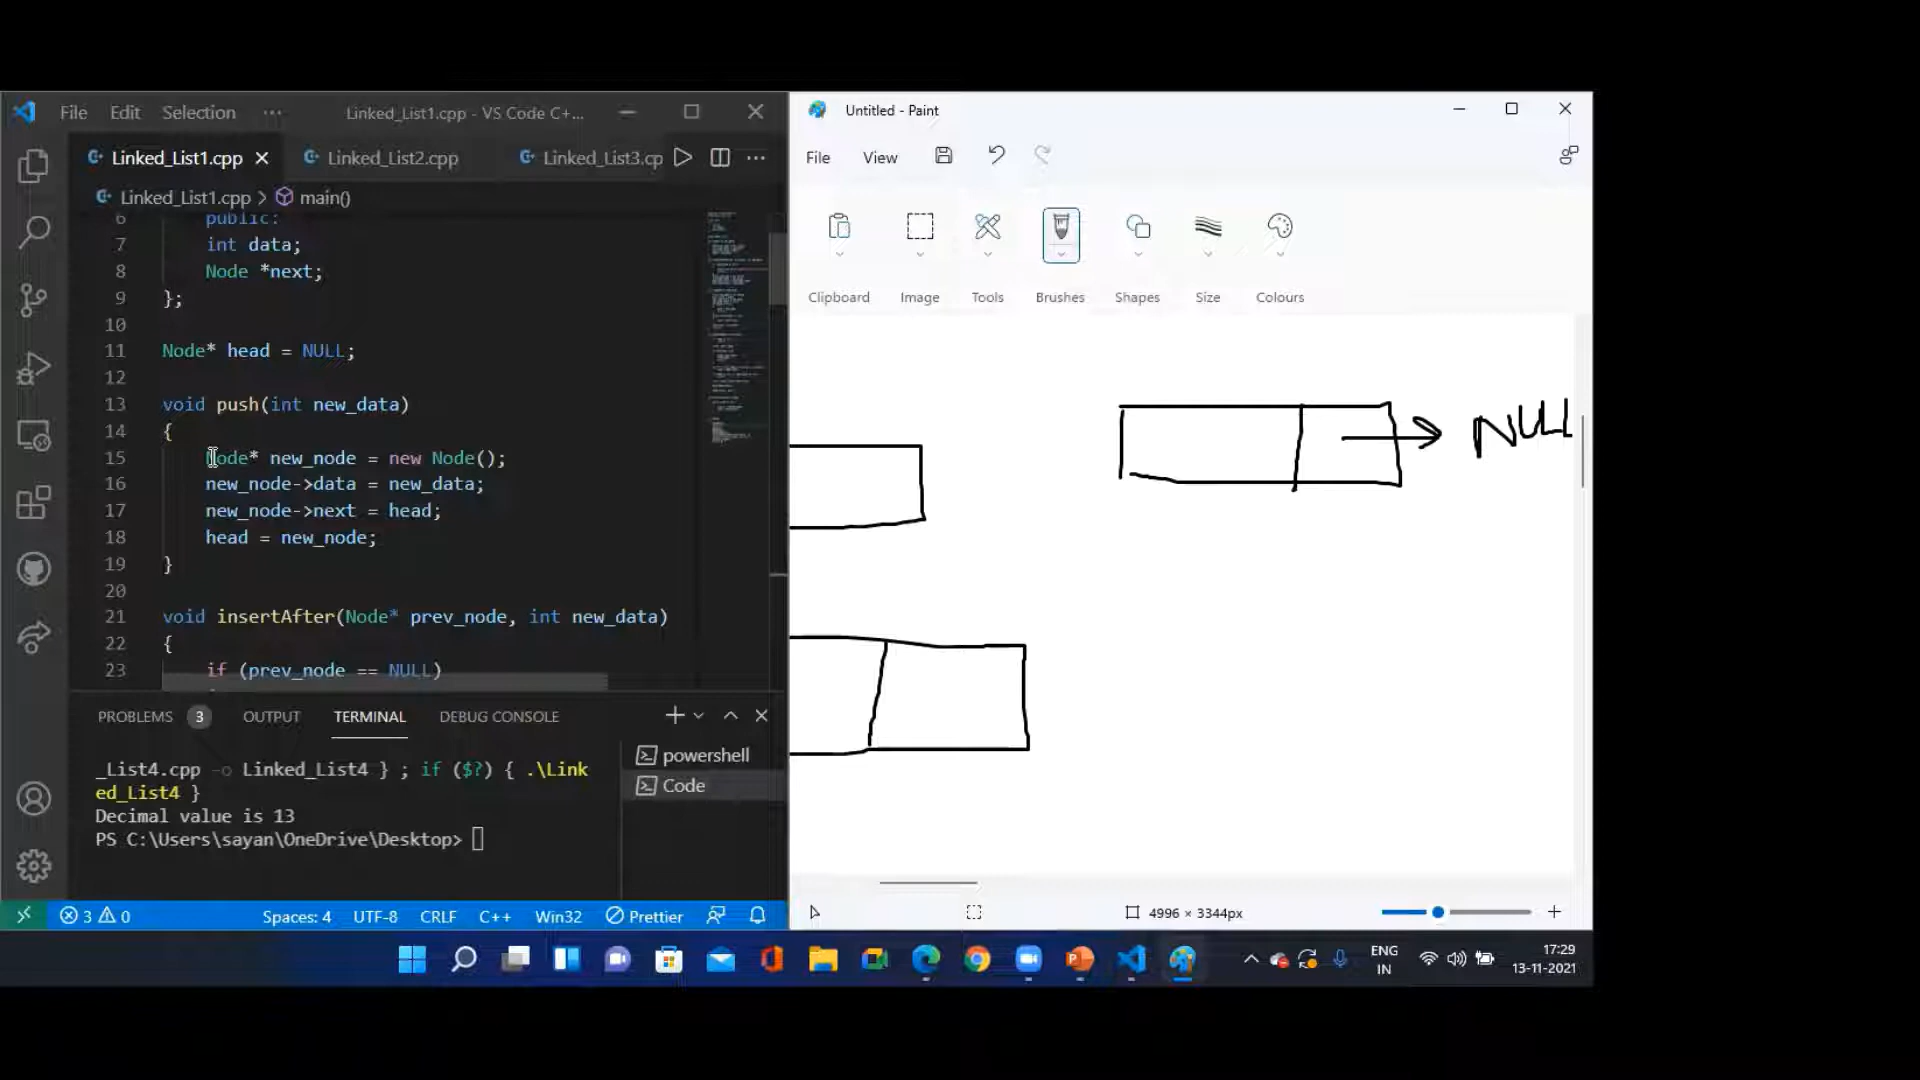 File Edit Selection ··· Linked_List1.cpp - VS Code C+...
Linked_List1.cpp Linked_List2.cpp Linked_List3.cp
Linked_List1.cpp > main()
6 public:
7 int data;
8 Node *next;
9 };
10
11 Node* head = NULL;
12
13 void push(int new_data)
14 {
15 Node* new_node = new Node();
16 new_node->data = new_data;
17 new_node->next = head;
18 head = new_node;
19 }
20
21 void insertAfter(Node* prev_node, int new_data)
22 {
23 if (prev_node == NULL)
PROBLEMS 3 OUTPUT TERMINAL DEBUG CONSOLE
_List4.cpp -o Linked_List4 } ; if ($?) { .\Link
ed_List4 }
Decimal value is 13
PS C:\Users\sayan\OneDrive\Desktop>
powershell
Code
3 0 Spaces: 4 UTF-8 CRLF C++ Win32 Prettier
Untitled - Paint
File View
Clipboard Image Tools Brushes Shapes Size Colours
NULL
4996 × 3344px
ENG
IN
17:29
13-11-2021